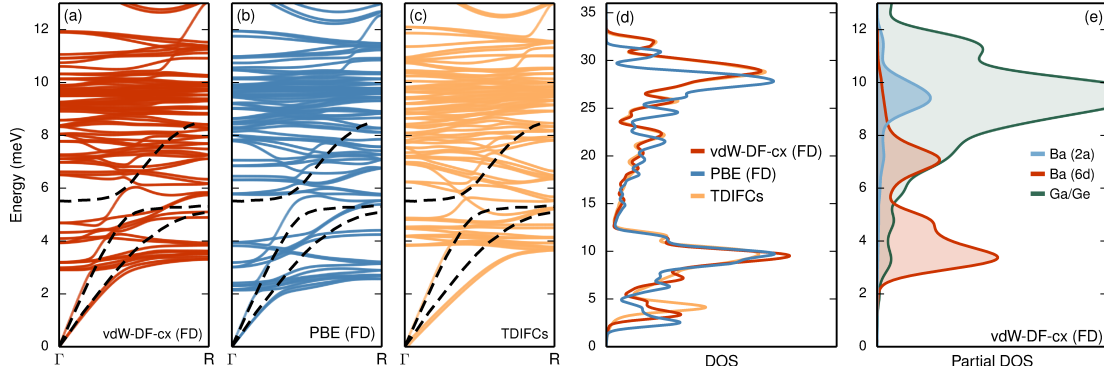 (a)
(b)
(c)
(d)
(e)
Energy (meV)
12
10
8
6
4
2
0
vdW-DF-cx (FD)
Γ
R
PBE (FD)
Γ
R
TDIFCs
Γ
R
35
30
25
20
15
10
5
0
vdW-DF-cx (FD)
PBE (FD)
TDIFCs
DOS
12
10
8
6
4
2
0
Ba (2a)
Ba (6d)
Ga/Ge
vdW-DF-cx (FD)
Partial DOS